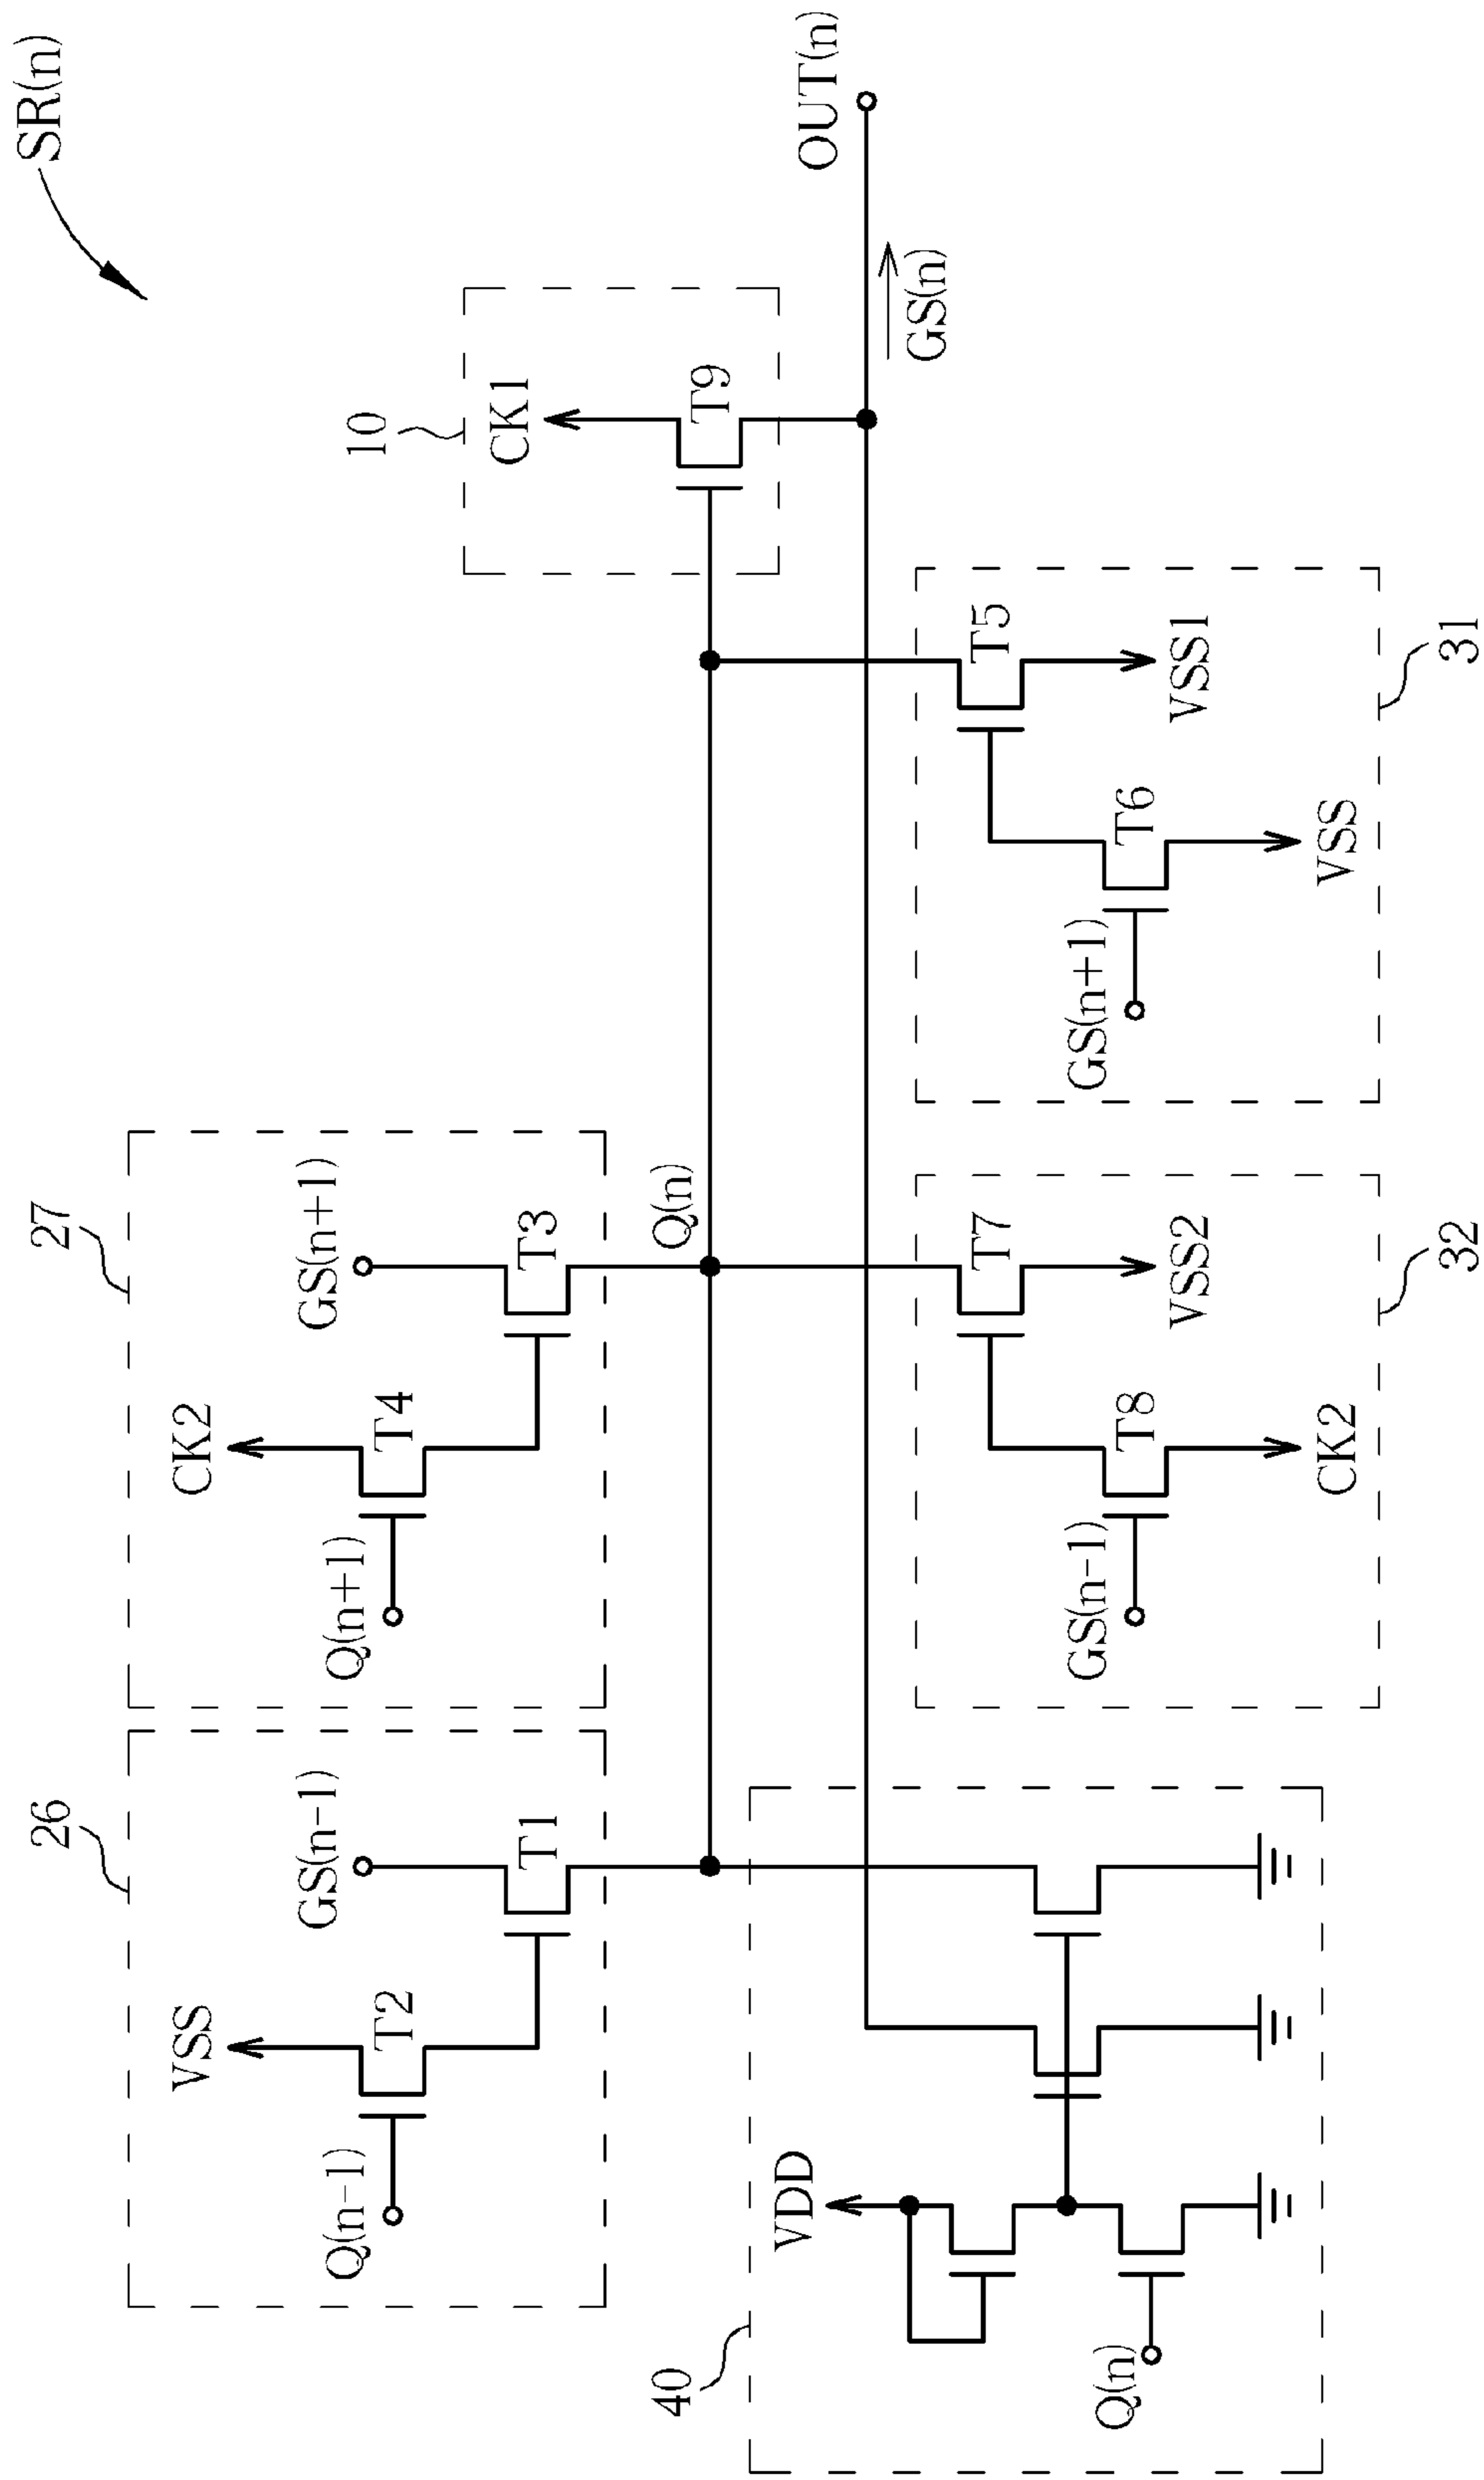 SR(n)
26
27
VSS
CK2
GS(n-1)
GS(n+1)
10
Q(n-1)
T2
Q(n+1)
T4
CK1
T1
T3
Q(n)
T9
40
VDD
OUT(n)
GS(n)
T7
T5
Q(n)
GS(n-1)
T8
GS(n+1)
T6
VSS2
VSS1
CK2
VSS
32
31